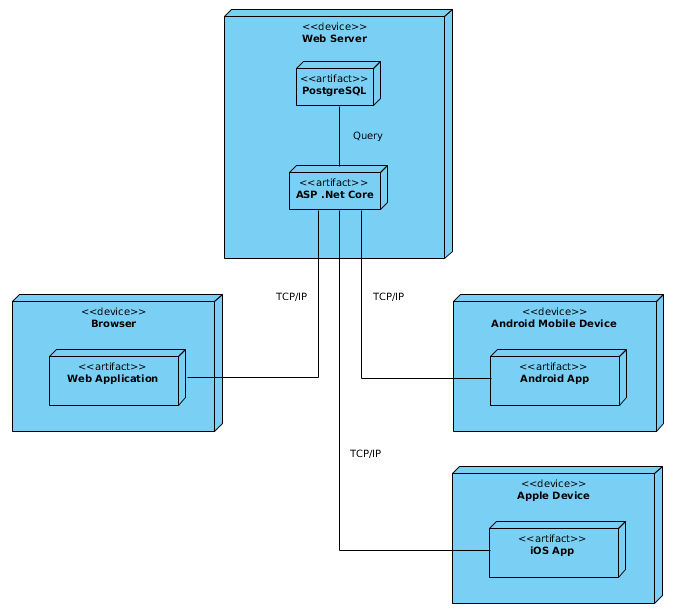 <<device>>
Web Server
<<artifact>>
PostgreSQL
Query
<<artifact>>
ASP .Net Core
TCP/IP
TCP/IP
<<device>>
Browser
<<artifact>>
Web Application
<<device>>
Android Mobile Device
<<artifact>>
Android App
TCP/IP
<<device>>
Apple Device
<<artifact>>
iOS App